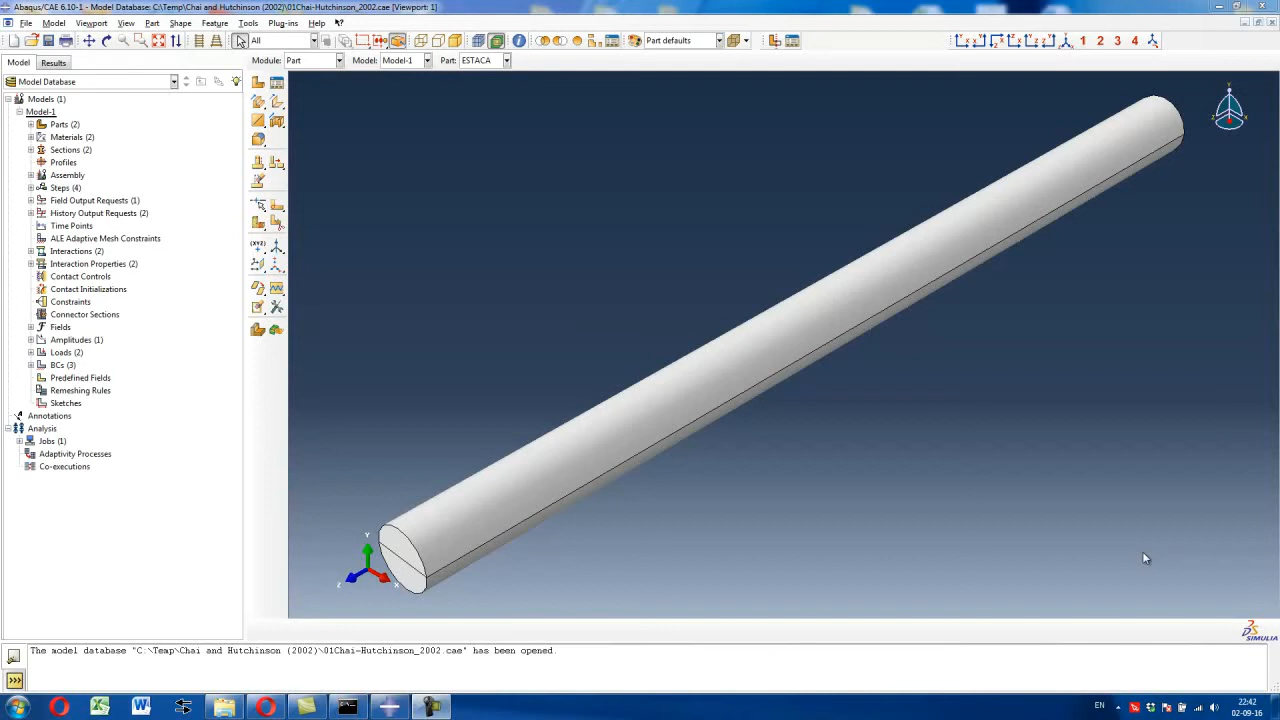 Abaqus/CAE 6.10-1 - Model Database: C:\Temp\Chai and Hutchinson (2002)\01Chai-Hutchinson_2002.cae [Viewport: 1]
File Model Viewport View Part Shape Feature Tools Plug-ins Help
All Part defaults 1 2 3 4
Model Results Module: Part Model: Model-1 Part: ESTACA
Model Database
Models (1)
Model-1
Parts (2)
Materials (2)
Sections (2)
Profiles
Assembly
Steps (4)
Field Output Requests (1)
History Output Requests (2)
Time Points
ALE Adaptive Mesh Constraints
Interactions (2)
Interaction Properties (2)
Contact Controls
Contact Initializations
Constraints
Connector Sections
Fields
Amplitudes (1)
Loads (2)
BCs (3)
Predefined Fields
Remeshing Rules
Sketches
Annotations
Analysis
Jobs (1)
Adaptivity Processes
Co-executions
(XYZ)
Y
X
Z
SIMULIA
The model database "C:\Temp\Chai and Hutchinson (2002)\01Chai-Hutchinson_2002.cae" has been opened.
>>>
EN
22:42
02-09-16